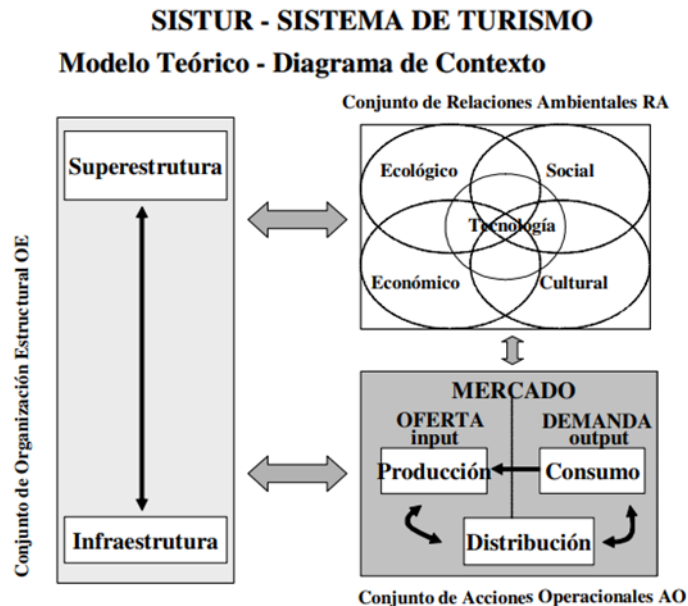 SISTUR - SISTEMA DE TURISMO
Modelo Teórico - Diagrama de Contexto
Conjunto de Organización Estructural OE
Superestrutura
Infraestrutura
Conjunto de Relaciones Ambientales RA
Ecológico
Social
Tecnología
Económico
Cultural
MERCADO
OFERTA
input
DEMANDA
output
Producción
Consumo
Distribución
Conjunto de Acciones Operacionales AO